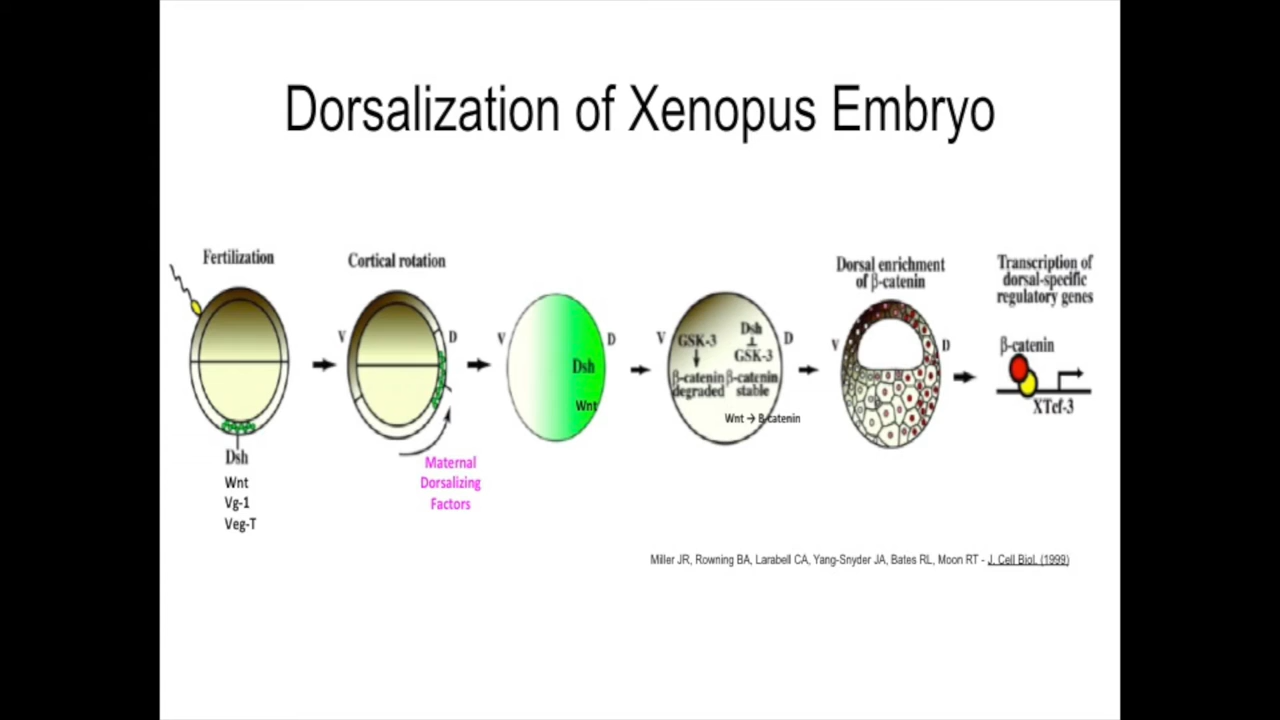 Dorsalization of Xenopus Embryo
Fertilization
Dsh
Wnt
Vg-1
Veg-T
Cortical rotation
V
D
Maternal
Dorsalizing
Factors
V
D
Dsh
Wnt
V
D
GSK-3
β-catenin
degraded
Dsh
GSK-3
β-catenin
stable
Wnt → B-catenin
Dorsal enrichment
of β-catenin
V
D
Transcription of
dorsal-specific
regulatory genes
β-catenin
XTcf-3
Miller JR, Rowning BA, Larabell CA, Yang-Snyder JA, Bates RL, Moon RT - J. Cell Biol. (1999)